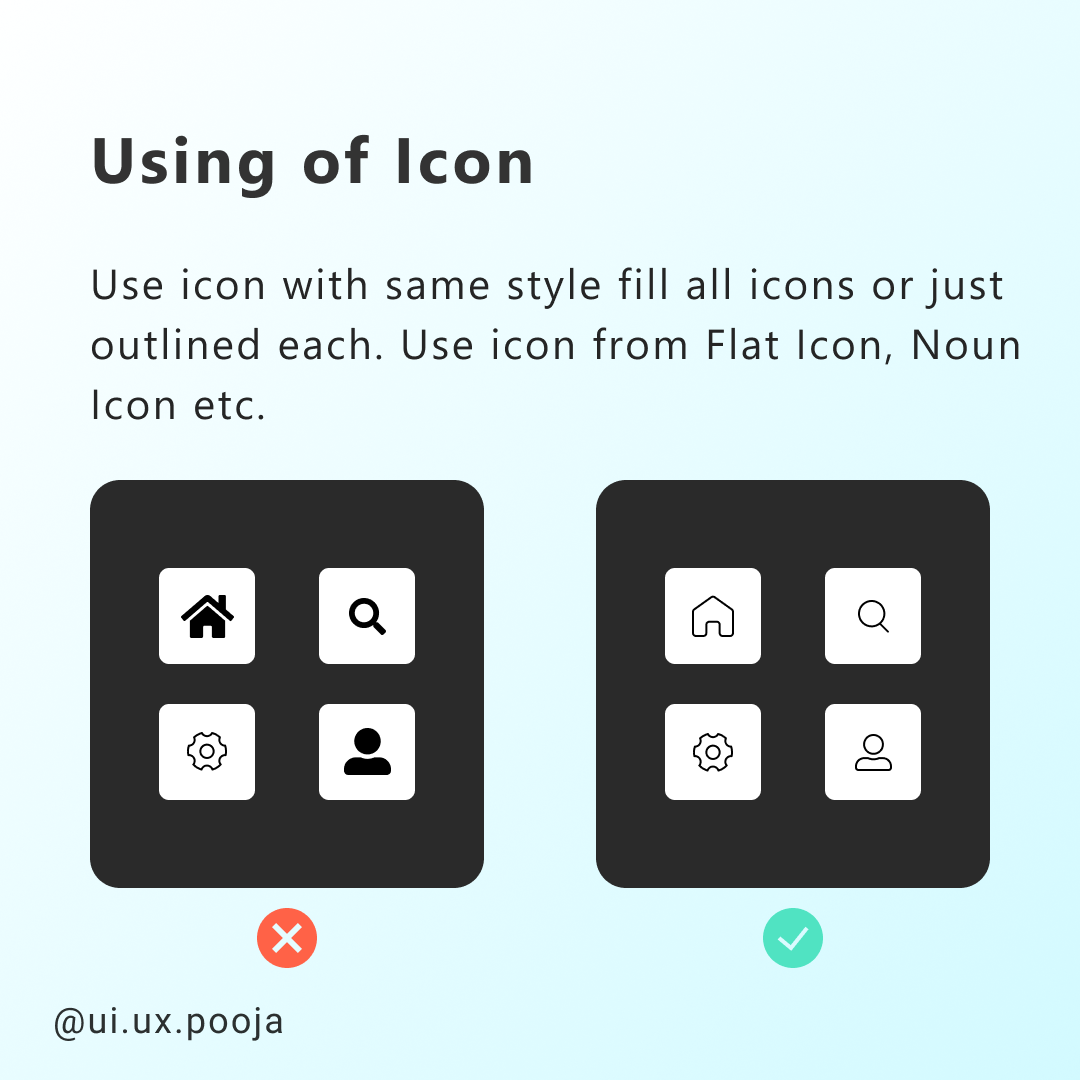 Using of Icon
Use icon with same style fill all icons or just
outlined each. Use icon from Flat Icon, Noun
Icon etc.
@ui.ux.pooja